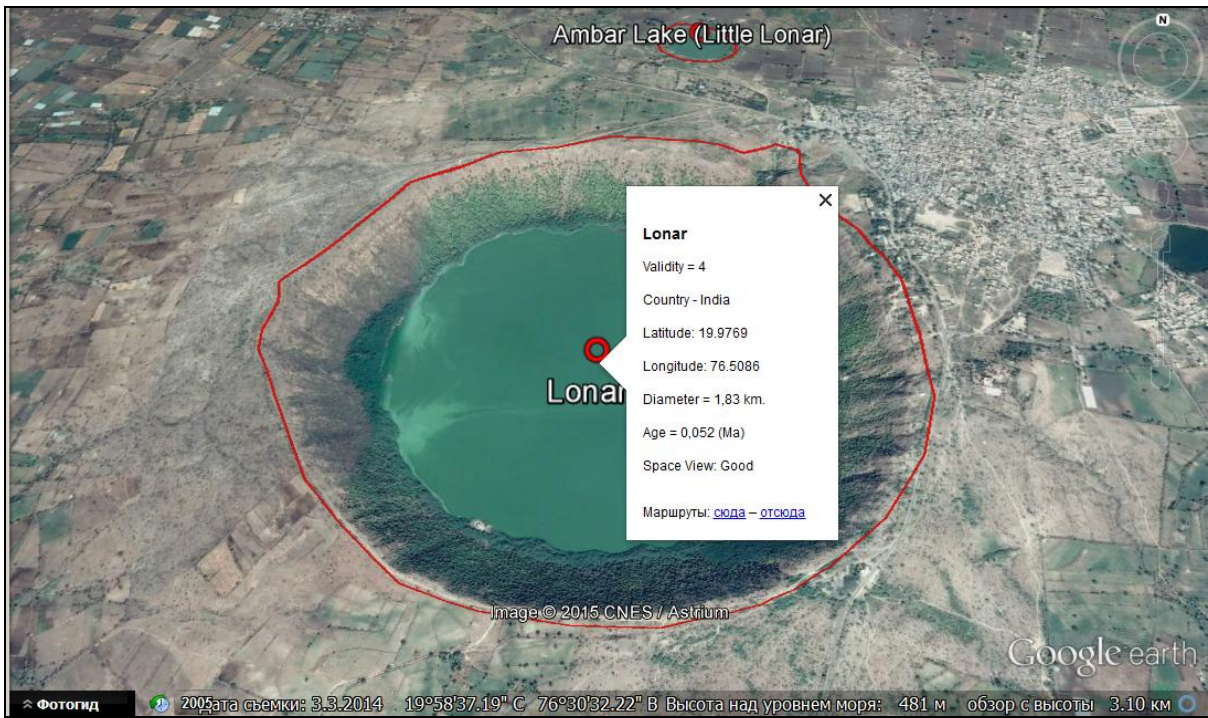 Ambar Lake (Little Lonar)
N
Lonar
Validity = 4
Country - India
Latitude: 19.9769
Longitude: 76.5086
Diameter = 1,83 km.
Age = 0,052 (Ma)
Space View: Good
Маршруты: сюда – отсюда
Lonar
Image © 2015 CNES / Astrium
Google earth
Фотогид 2005 Дата съемки: 3.3.2014 19°58'37.19" С 76°30'32.22" В Высота над уровнем моря: 481 м обзор с высоты 3.10 км